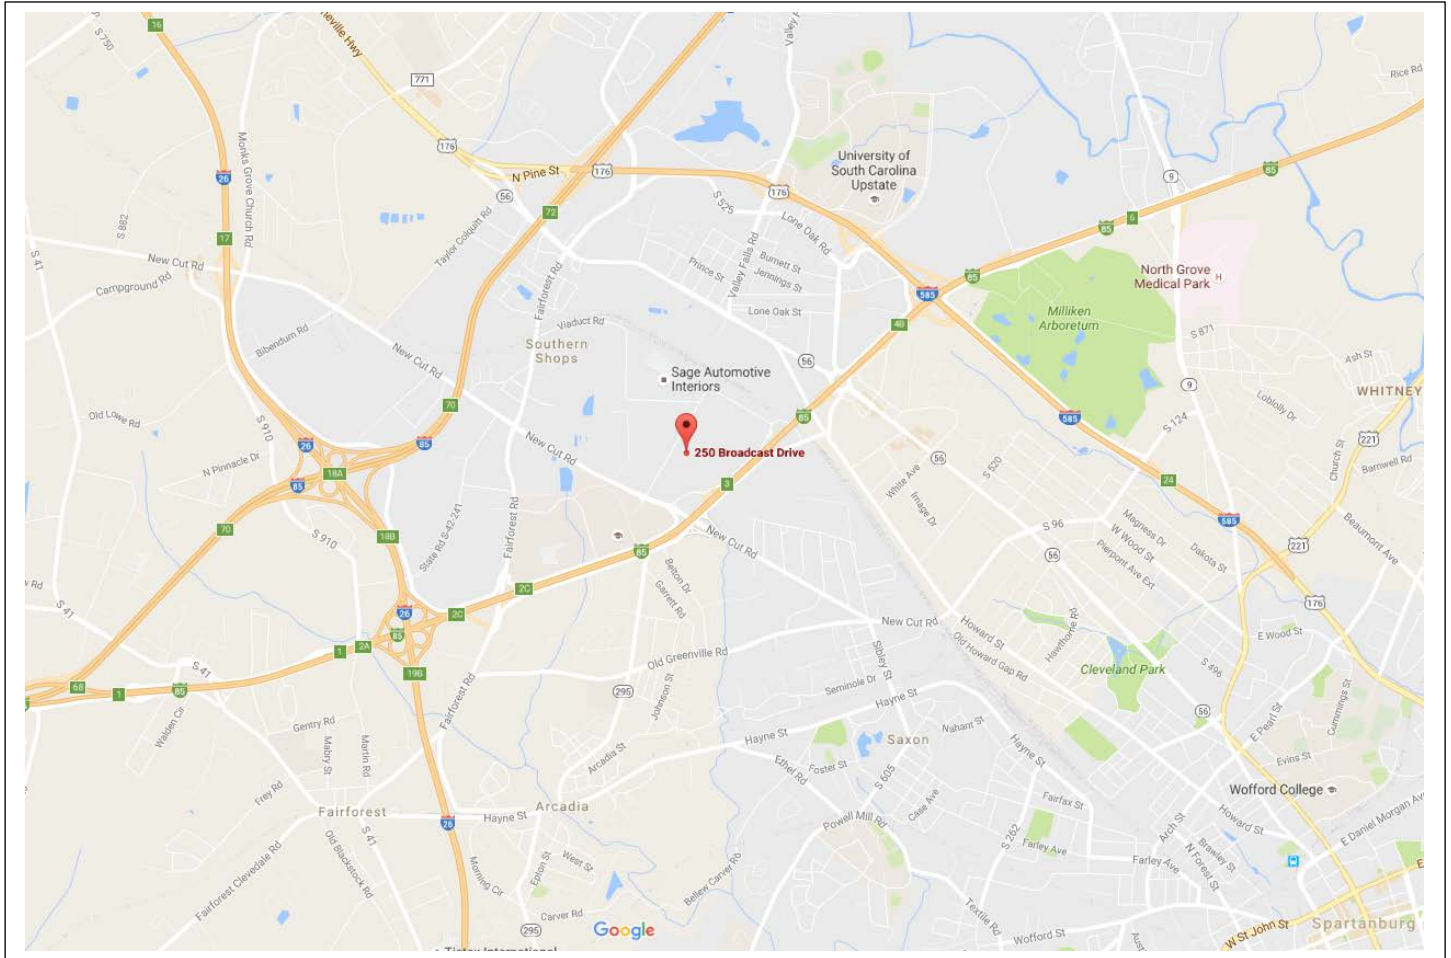 16
S 750
neville Hwy
771
Valley F
Rice Rd
176
N Pine St
176
176
University of
South Carolina
Upstate
9
85
Monks Grove Church Rd
26
56
S 525
Lone Oak Rd
S 882
17
72
Taylor Colquitt Rd
85
6
S 41
New Cut Rd
Campground Rd
Fairforest Rd
Prince St
Valley Falls Rd
Burnett St
Jennings St
85
585
North Grove
Medical Park
H
Milliken
Arboretum
Lone Oak St
Viaduct Rd
Bibendum Rd
New Cut Rd
Southern
Shops
4B
S 871
4sh St
56
Sage Automotive
Interiors
9
WHITNEY
Loblolly Dr
Old Lowe Rd
S 910
70
85
585
S 124
221
250 Broadcast Drive
26
85
N Pinnacle Dr
18A
85
New Cut Rd
3
56
White Ave
S 520
Church St
Barnwell Rd
24
Image Dr
585
70
S 910
18B
State Rd S-42-241
Fairforest Rd
85
New Cut Rd
S 96
56
Magness Dr
W Wood St
Pierpont Ave Ext
Dakota St
221
Beaumont Ave
w Rd
S 41
26
85
2C
2C
Belton Dr
Garrett Rd
New Cut Rd
Howard St
Old Howard Gap Rd
Hawthorne Rd
176
E Wood St
1
2A
S 41
Old Greenville Rd
Sibley St
Cleveland Park
S 496
68
1
85
19B
295
Johnson St
Seminole Dr
Hayne St
56
Walden Cir
Gentry Rd
Mabry St
Martin Rd
Fairforest Rd
Arcadia St
Hayne St
Saxon
Nahant St
Hayne St
E Pearl St
Cummings St
Ethel Rd
Foster St
S 605
Case Ave
Evins St
Frey Rd
Fairforest
Hayne St
Arcadia
26
Powell Mill Rd
Fairfax St
S 262
Farley Ave
Farley Ave
Arch St
N Forest St
Brawley St
Wofford College
Howard St
E Daniel Morgan Av
S 41
Old Blackstock Rd
Fairforest Clevedale Rd
Morning Cir
Epton St
West St
Bellew Carver Rd
Carver Rd
295
Google
Textile Rd
Wofford St
Aust
W St John St
Spartanburg
E
Tietex International